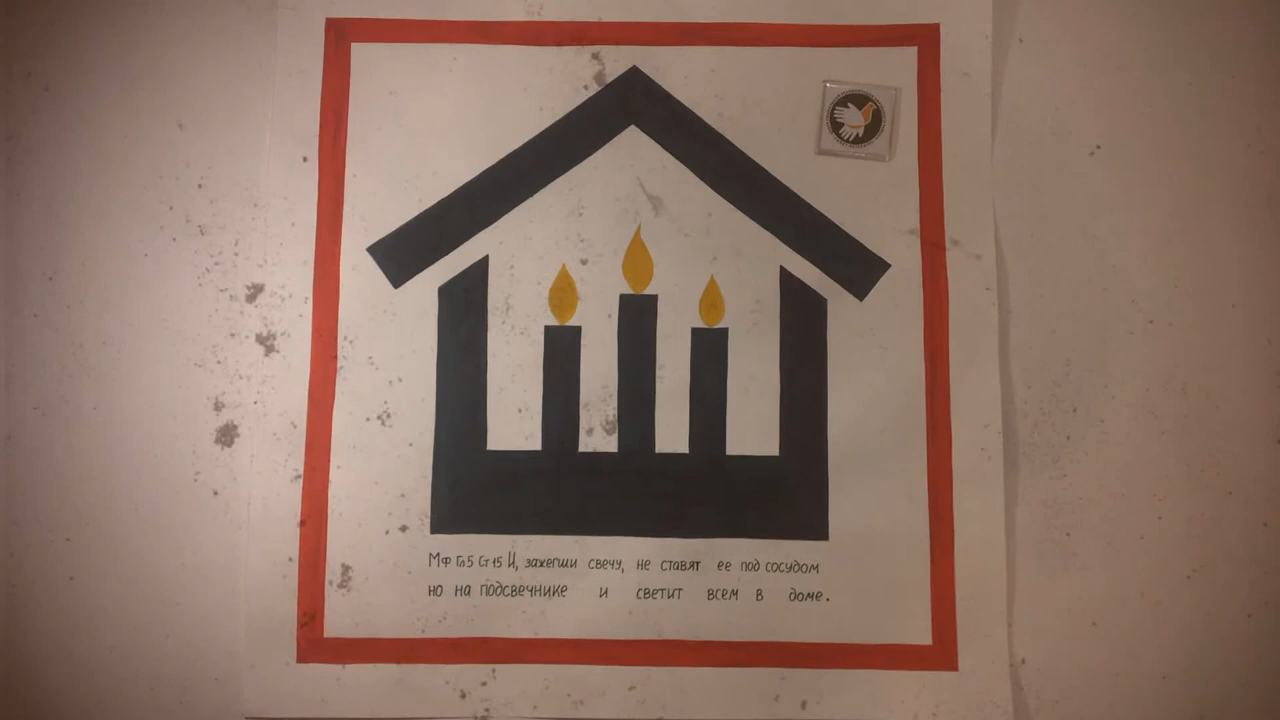 Мф Гл5 Ст15 И, зажегши свечу, не ставят ее под сосудом
но на подсвечнике и светит всем в доме.